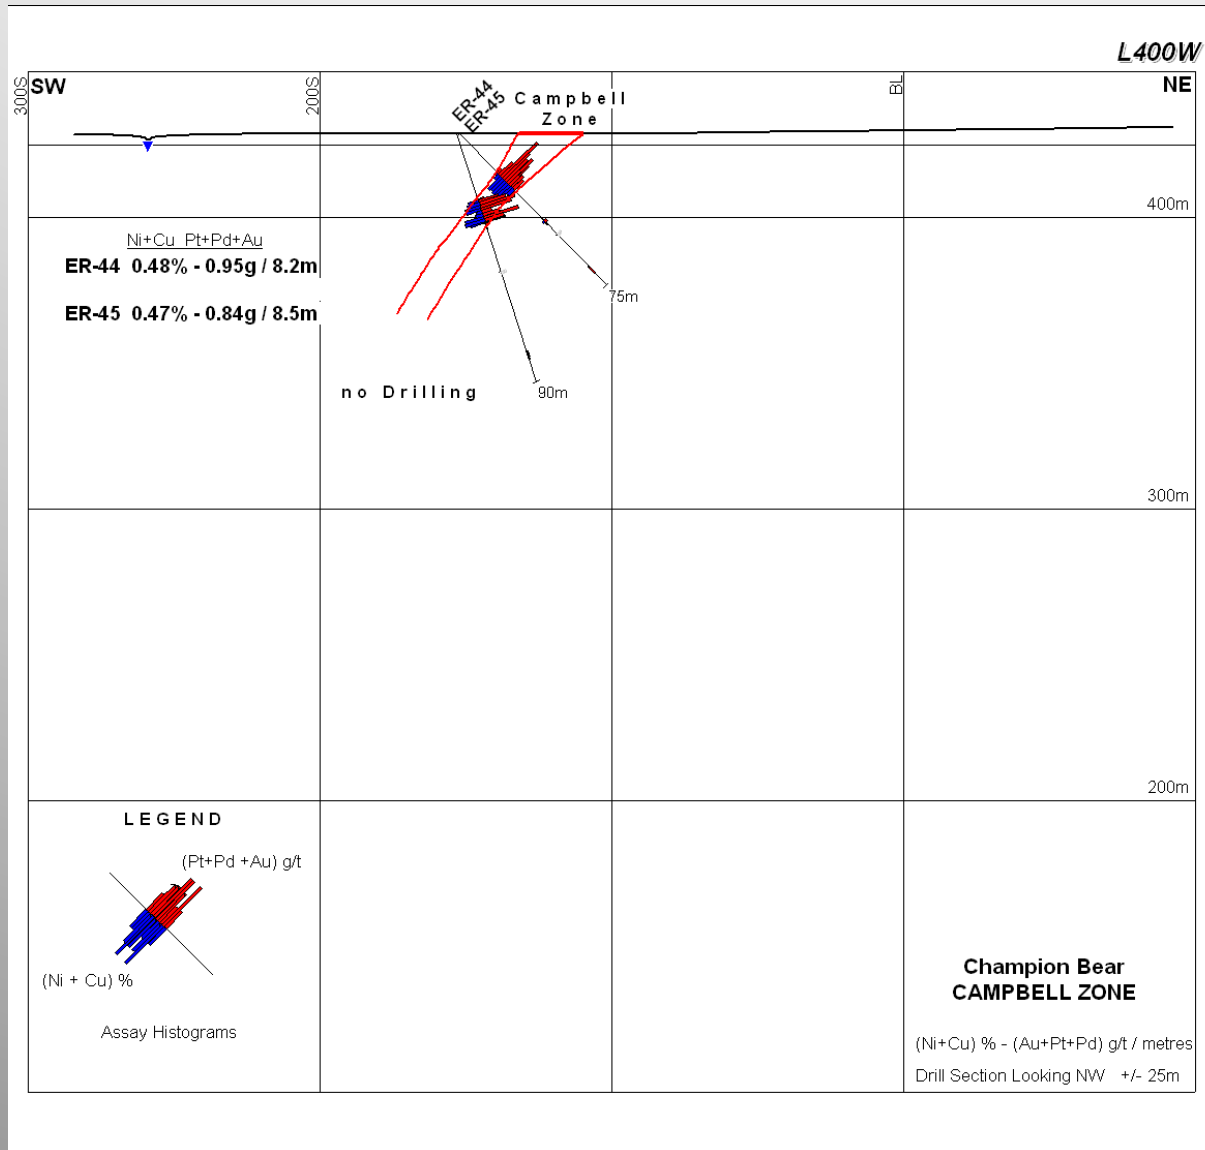 L400W
300S
SW
200S
BL
NE
ER-44
ER-45
Campbell
Zone
400m
Ni+Cu Pt+Pd+Au
ER-44 0.48% - 0.95g / 8.2m
ER-45 0.47% - 0.84g / 8.5m
75m
no Drilling
90m
300m
200m
LEGEND
(Pt+Pd +Au) g/t
(Ni + Cu) %
Assay Histograms
Champion Bear
CAMPBELL ZONE
(Ni+Cu) % - (Au+Pt+Pd) g/t / metres
Drill Section Looking NW +/- 25m